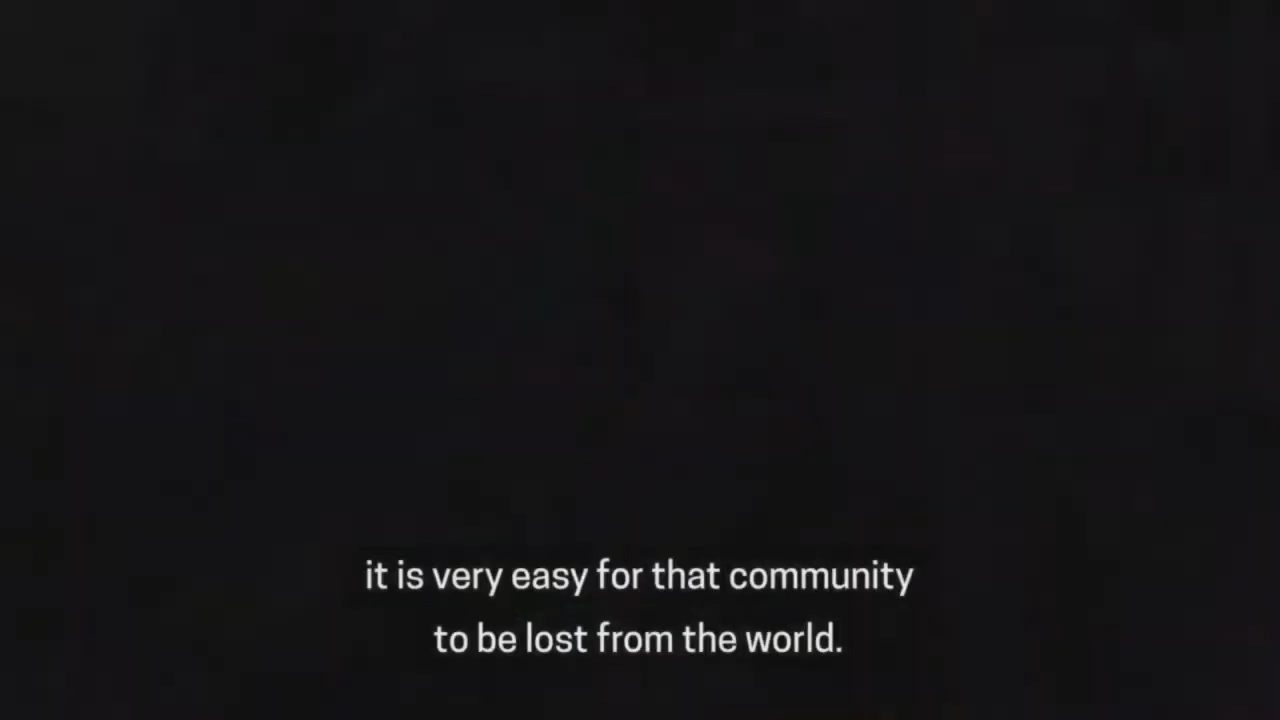 it is very easy for that community
to be lost from the world.